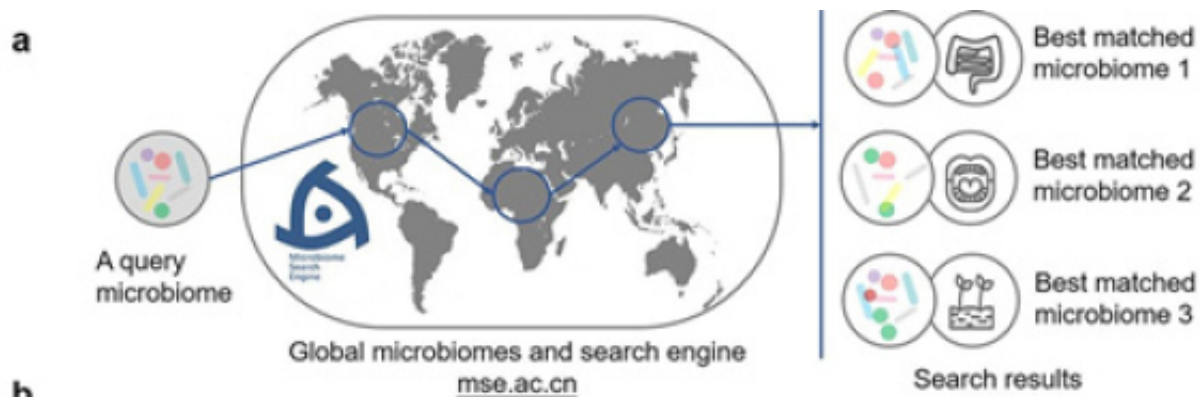 a
A query
microbiome
Microbiome
Search
Engine
Global microbiomes and search engine
mse.ac.cn
Best matched
microbiome 1
Best matched
microbiome 2
Best matched
microbiome 3
Search results
b